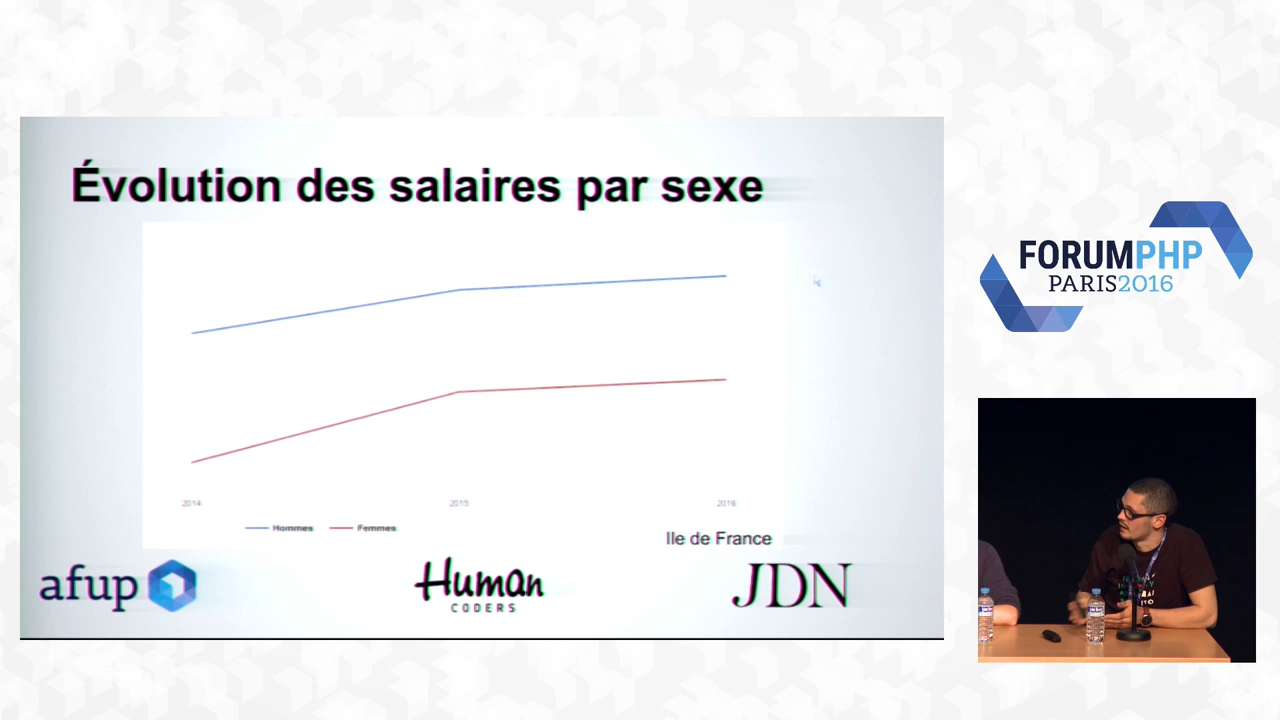 Évolution des salaires par sexe
2014
2015
2016
Hommes
Femmes
Ile de France
afup
Human
CODERS
JDN
FORUMPHP
PARIS2016